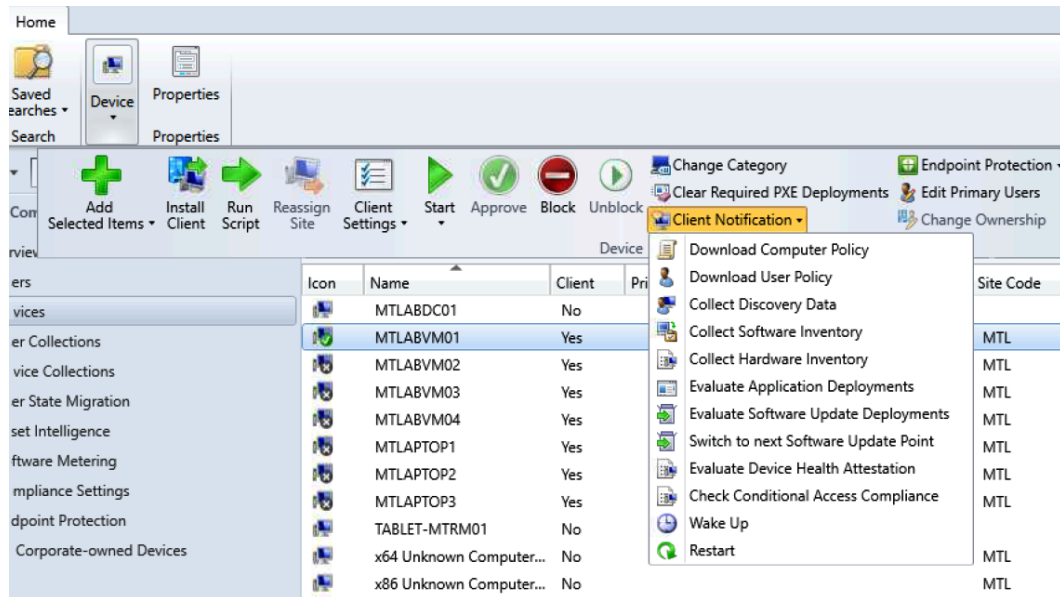 Home
Saved
earches
Search
Device
Properties
Properties
Add
Selected Items
Install
Client
Run
Script
Reassign
Site
Client
Settings
Start
Approve
Block
Unblock
Change Category
Clear Required PXE Deployments
Client Notification
Endpoint Protection
Edit Primary Users
Change Ownership
Device
Com
rview
ers
vices
er Collections
vice Collections
er State Migration
set Intelligence
ftware Metering
mpliance Settings
dpoint Protection
Corporate-owned Devices
Icon Name Client Pri Site Code
MTLABDC01 No
MTLABVM01 Yes MTL
MTLABVM02 Yes MTL
MTLABVM03 Yes MTL
MTLABVM04 Yes MTL
MTLAPTOP1 Yes MTL
MTLAPTOP2 Yes MTL
MTLAPTOP3 Yes MTL
TABLET-MTRM01 No
x64 Unknown Computer... No MTL
x86 Unknown Computer... No MTL
Download Computer Policy
Download User Policy
Collect Discovery Data
Collect Software Inventory
Collect Hardware Inventory
Evaluate Application Deployments
Evaluate Software Update Deployments
Switch to next Software Update Point
Evaluate Device Health Attestation
Check Conditional Access Compliance
Wake Up
Restart